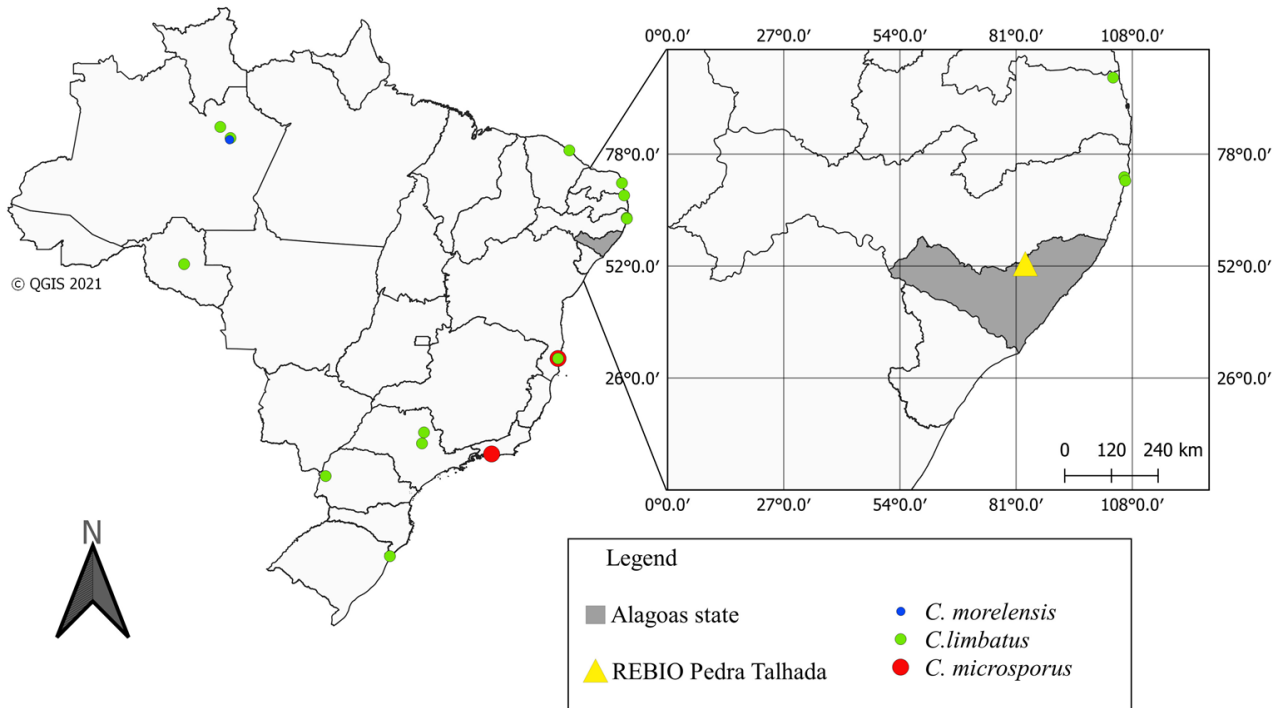 0°0.0′ 27°0.0′ 54°0.0′ 81°0.0′ 108°0.0′
78°0.0′ 78°0.0′
52°0.0′ 52°0.0′
© QGIS 2021
26°0.0′ 26°0.0′
0 120 240 km
0°0.0′ 27°0.0′ 54°0.0′ 81°0.0′ 108°0.0′
N
Legend
Alagoas state
REBIO Pedra Talhada
C. morelensis
C.limbatus
C. microsporus